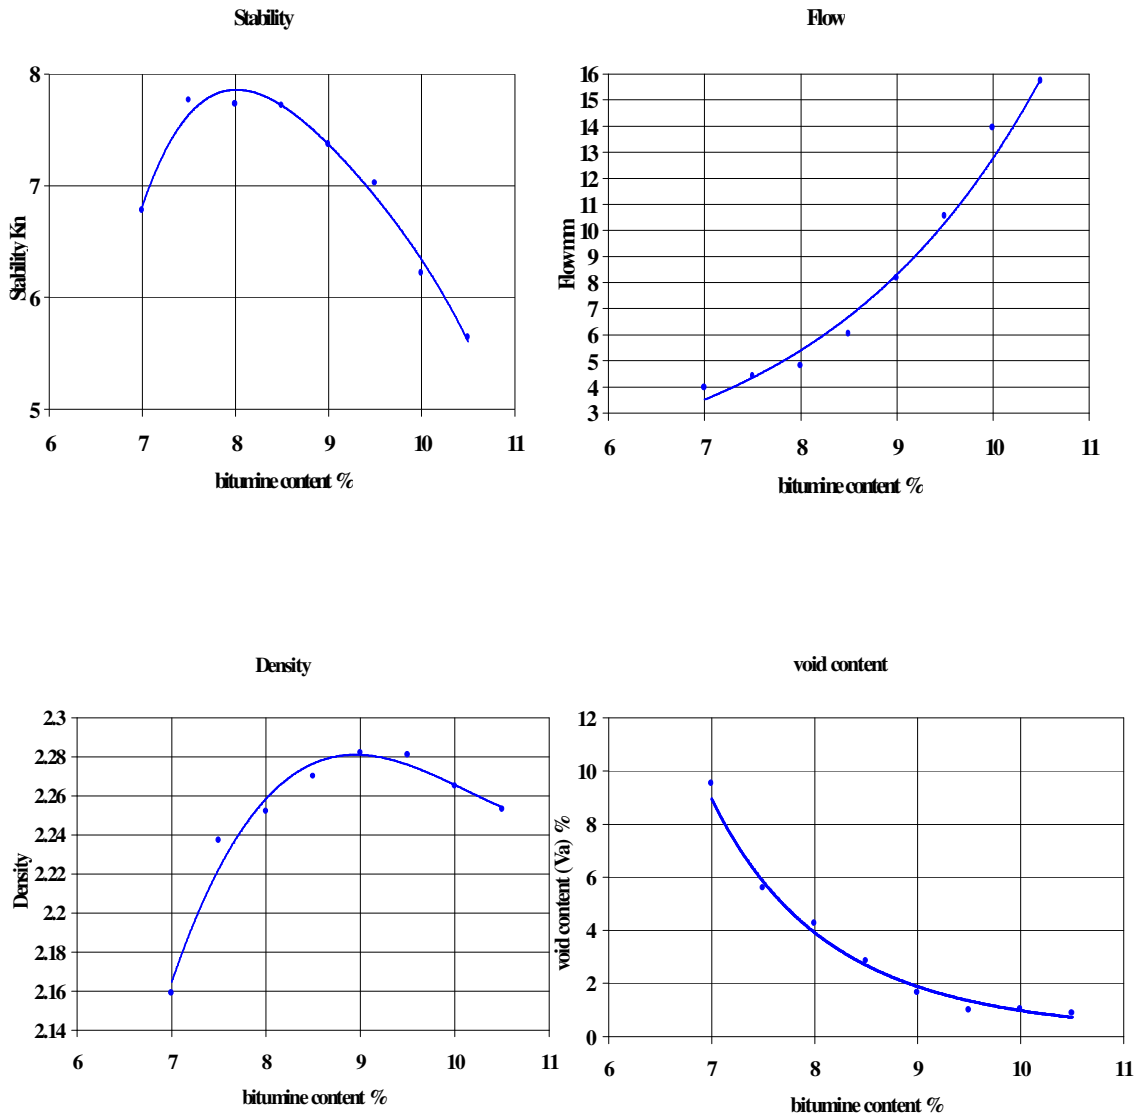 Stability
8
7
6
5
Stability Kn
6 7 8 9 10 11
bitumine content %
Flow
16
15
14
13
12
11
10
9
8
7
6
5
4
3
Flow mm
6 7 8 9 10 11
bitumine content %
Density
2.3
2.28
2.26
2.24
2.22
2.2
2.18
2.16
2.14
Density
6 7 8 9 10 11
bitumine content %
void content
12
10
8
6
4
2
0
void content (Va) %
6 7 8 9 10 11
bitumine content %